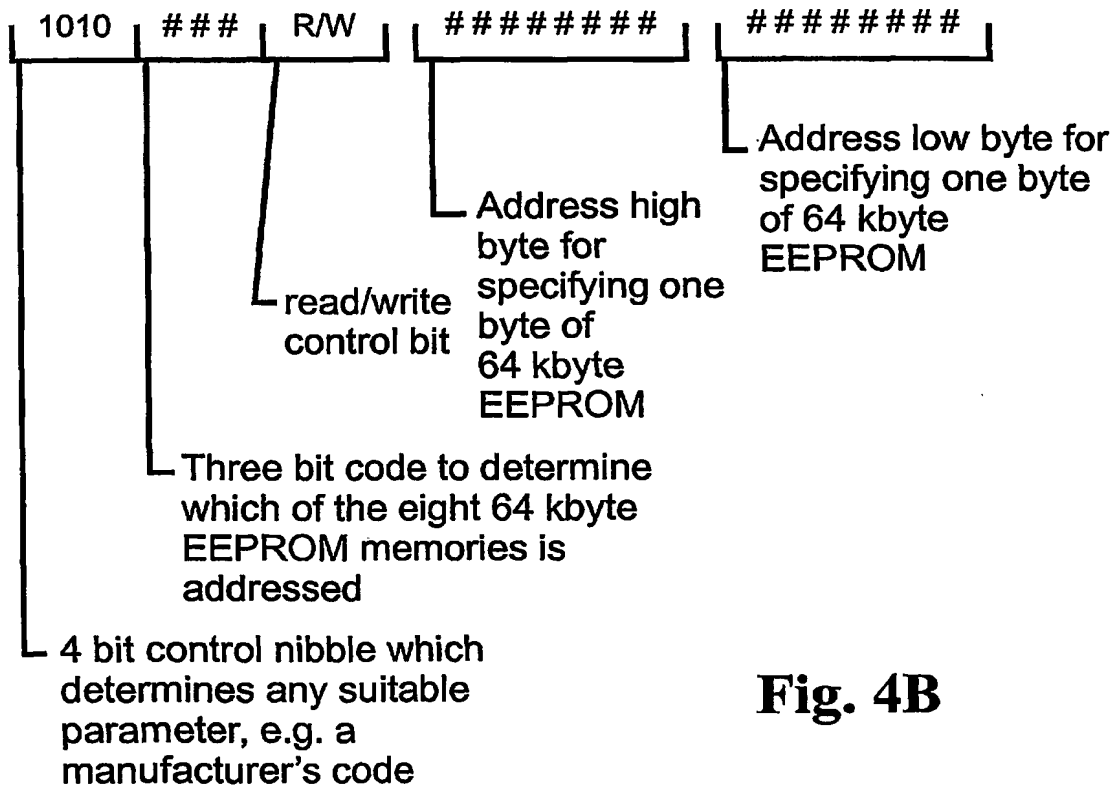 1010 ### R/W ######## ########
Address low byte for
specifying one byte
of 64 kbyte
EEPROM
Address high
byte for
specifying one
byte of
64 kbyte
EEPROM
read/write
control bit
Three bit code to determine
which of the eight 64 kbyte
EEPROM memories is
addressed
4 bit control nibble which
determines any suitable
parameter, e.g. a
manufacturer's code
Fig. 4B